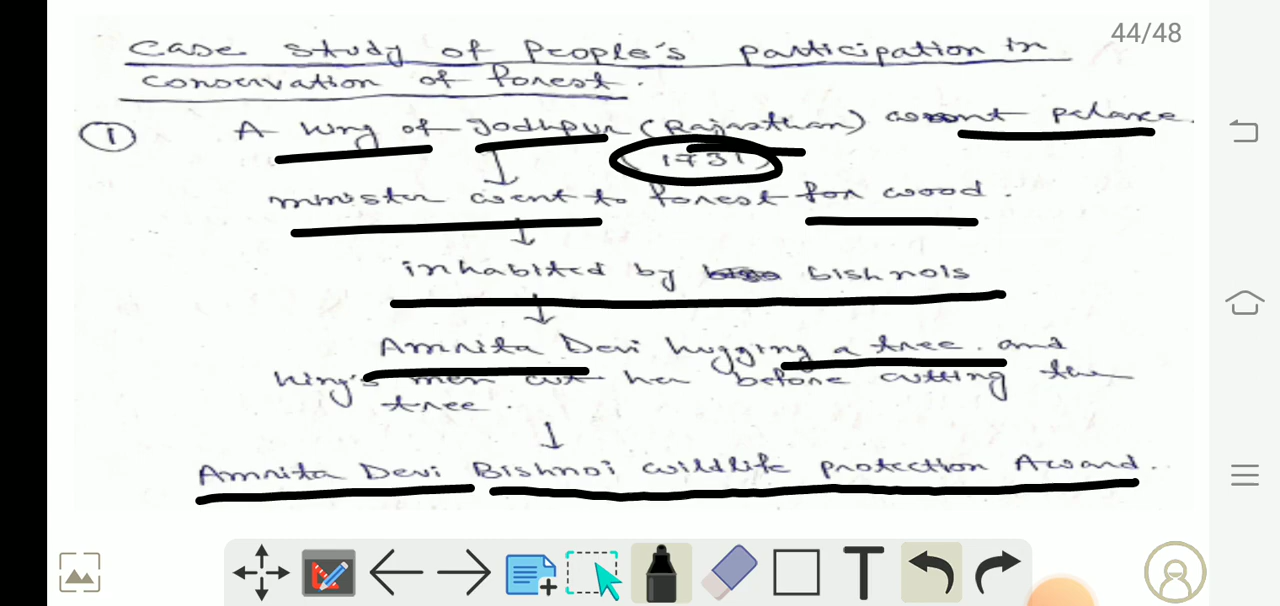 44/48
Case study of People's participation in
conservation of forest.
① A king of Jodhpur (Rajasthan) want palace.
(1731)
minister went to forest for wood.
inhabited by bishnois
Amrita Devi hugging a tree. and
king's men cut her before cutting the
tree.
Amrita Devi Bishnoi wildlife protection Award.
T